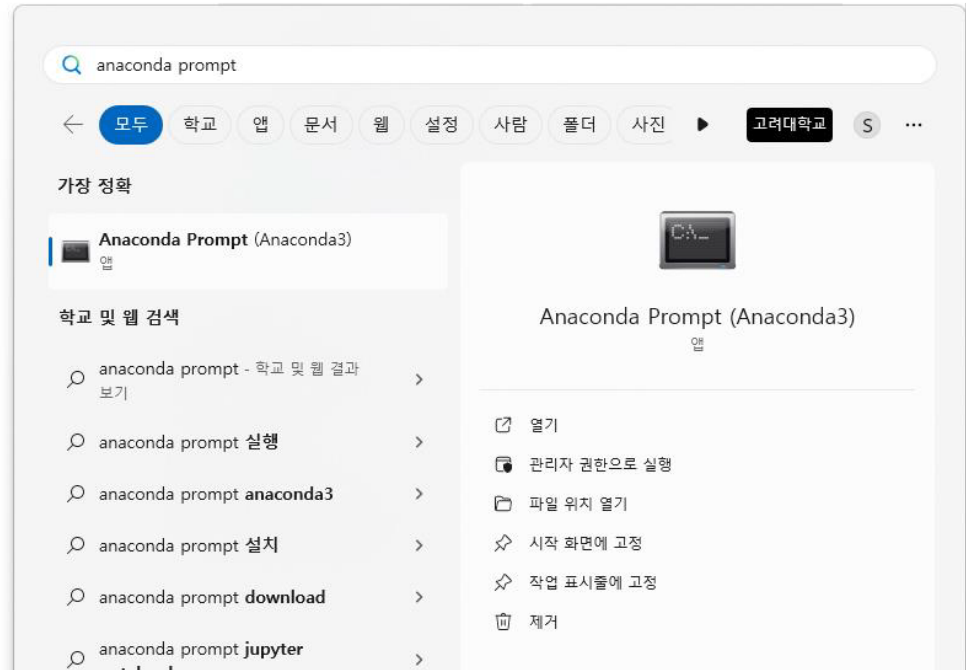 anaconda prompt
모두 학교 앱 문서 웹 설정 사람 폴더 사진 고려대학교 S ...
가장 정확
Anaconda Prompt (Anaconda3)
앱
학교 및 웹 검색
anaconda prompt - 학교 및 웹 결과
보기
anaconda prompt 실행
anaconda prompt anaconda3
anaconda prompt 설치
anaconda prompt download
anaconda prompt jupyter
C:\_
Anaconda Prompt (Anaconda3)
앱
열기
관리자 권한으로 실행
파일 위치 열기
시작 화면에 고정
작업 표시줄에 고정
제거